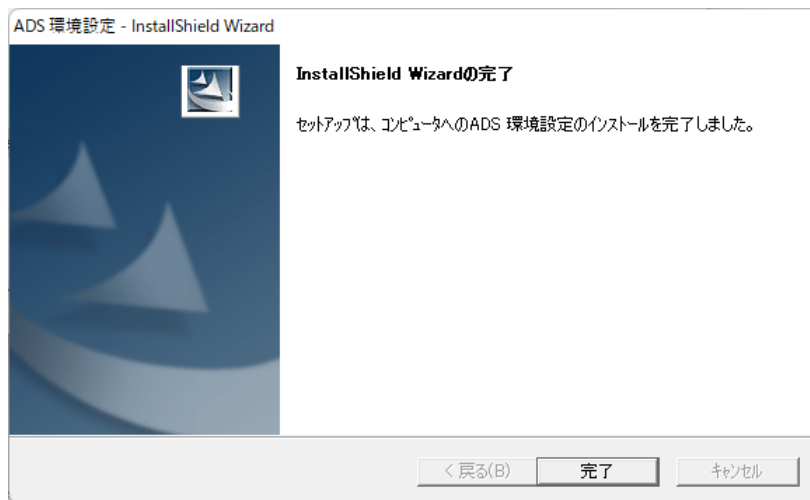 ADS 環境設定 - InstallShield Wizard
InstallShield Wizardの完了
ｾｯﾄｱｯﾌﾟは、ｺﾝﾋﾟｭｰﾀへのADS 環境設定のｲﾝｽﾄｰﾙを完了しました。
< 戻る(B)
完了
ｷｬﾝｾﾙ